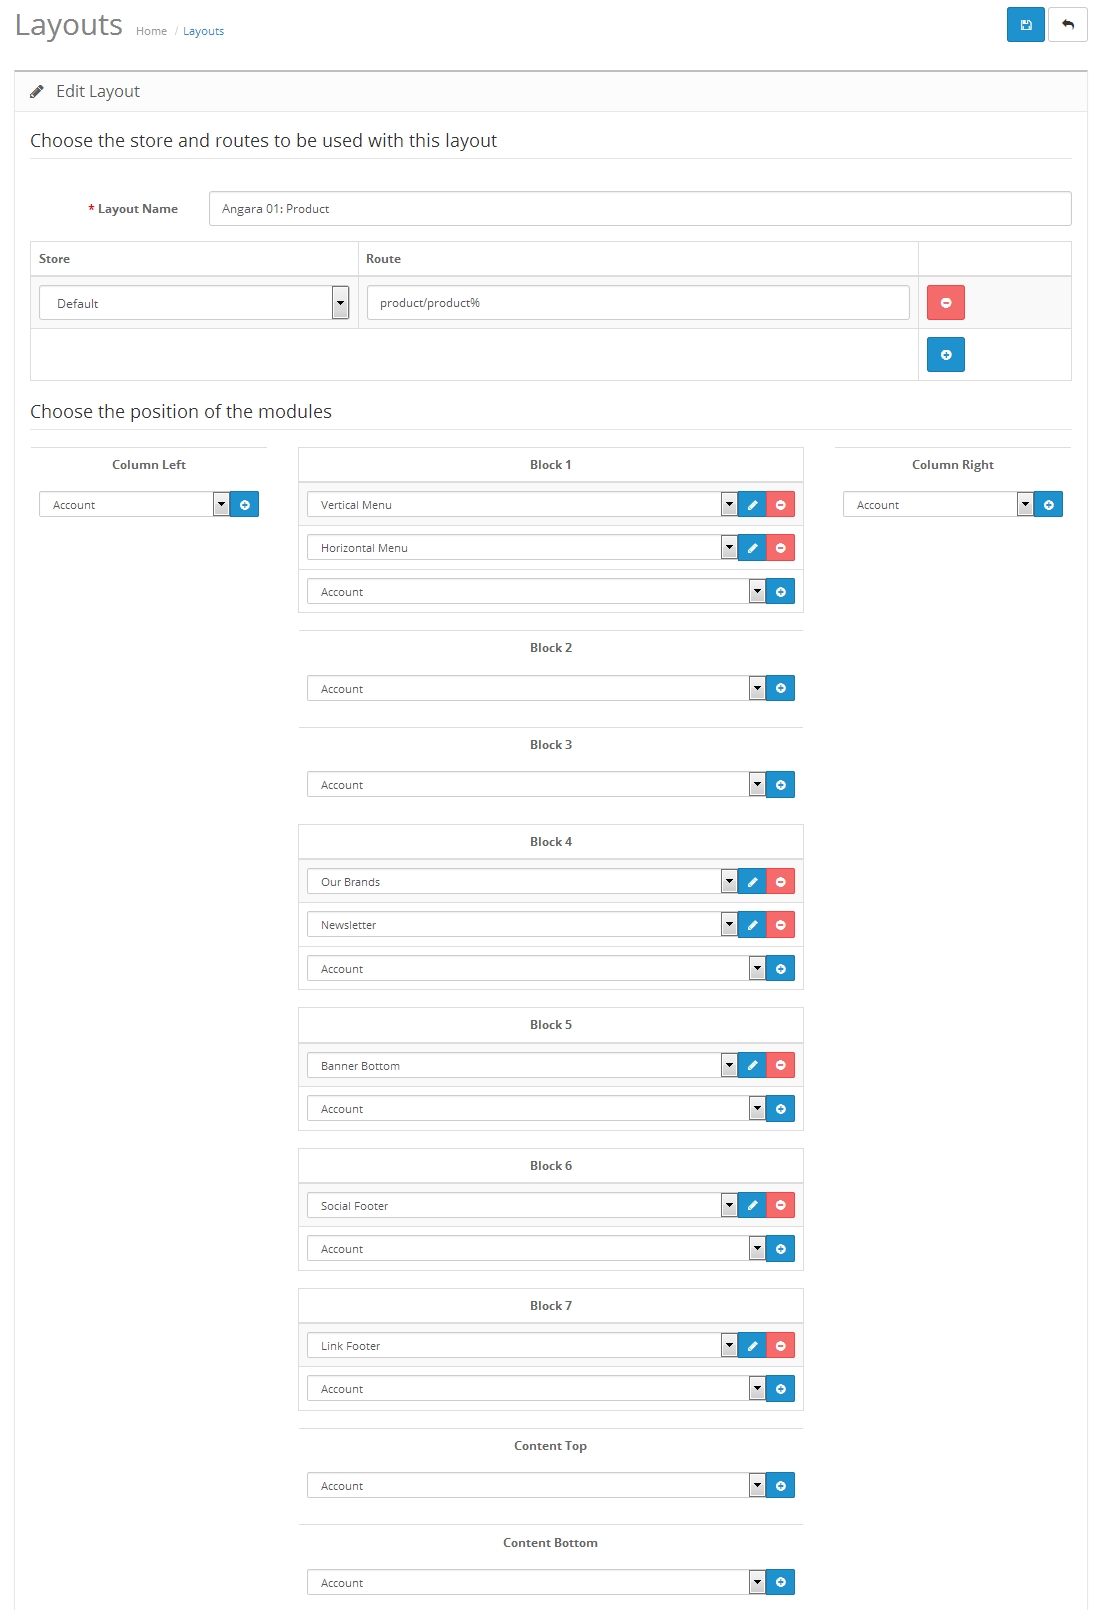 Layouts Home / Layouts
Edit Layout
Choose the store and routes to be used with this layout
* Layout Name Angara 01: Product
Store Route
Default product/product%
Choose the position of the modules
Column Left Block 1 Column Right
Account Vertical Menu Account
Horizontal Menu
Account
Block 2
Account
Block 3
Account
Block 4
Our Brands
Newsletter
Account
Block 5
Banner Bottom
Account
Block 6
Social Footer
Account
Block 7
Link Footer
Account
Content Top
Account
Content Bottom
Account